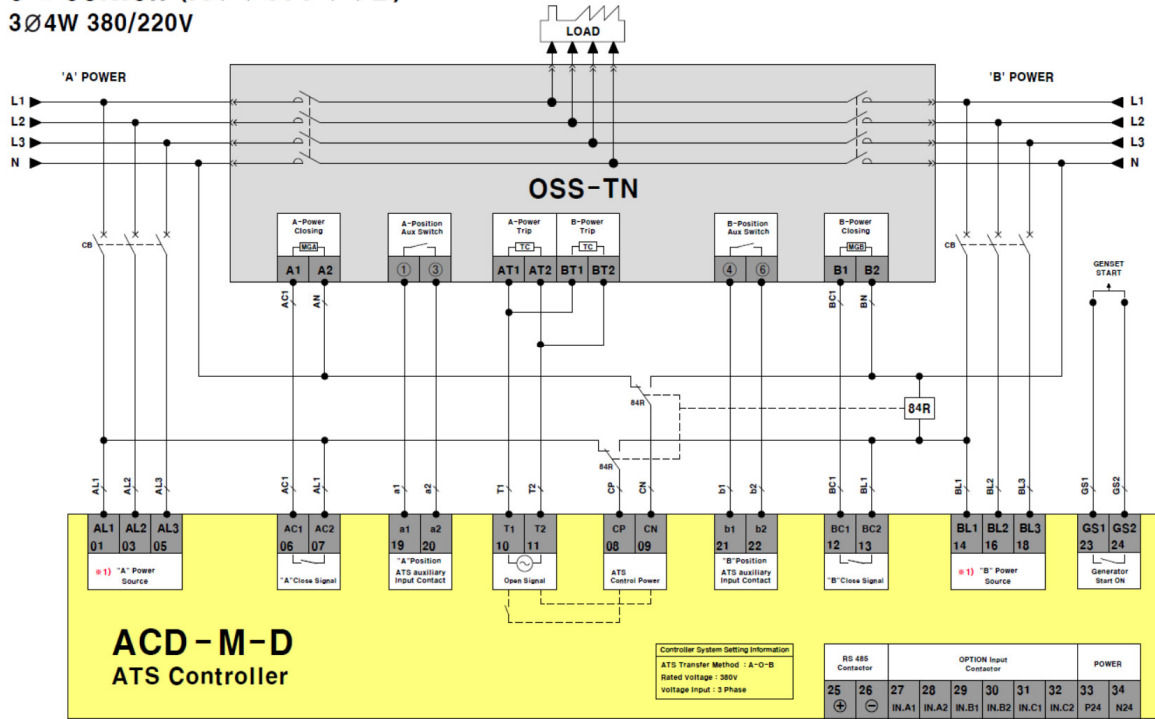 3Ø4W 380/220V
LOAD
'A' POWER
'B' POWER
L1
L2
L3
N
L1
L2
L3
N
OSS-TN
A-Power
Closing
MGA
A1 A2
A-Position
Aux Switch
① ③
A-Power
Trip
TC
AT1 AT2
B-Power
Trip
TC
BT1 BT2
B-Position
Aux Switch
④ ⑥
B-Power
Closing
MGB
B1 B2
CB
CB
GENSET
START
AC1 AN
BC1 BN
84R
84R
84R
AL1 AL2 AL3 AC1 AL1 a1 a2 T1 T2 CP CN b1 b2 BC1 BL1 BL1 BL2 BL3 GS1 GS2
AL1 AL2 AL3
01 03 05
※1) "A" Power
Source
AC1 AC2
06 07
"A"Close Signal
a1 a2
19 20
"A"Position
ATS auxiliary
Input Contact
T1 T2
10 11
Open Signal
CP CN
08 09
ATS
Control Power
b1 b2
21 22
"B"Position
ATS auxiliary
Input Contact
BC1 BC2
12 13
"B"Close Signal
BL1 BL2 BL3
14 16 18
※1) "B" Power
Source
GS1 GS2
23 24
Generator
Start ON
ACD-M-D
ATS Controller
Controller System Setting Information
ATS Transfer Method : A-O-B
Rated Voltage : 380V
Voltage Input : 3 Phase
RS 485
Contactor
OPTION Input
Contactor
POWER
25 26 27 28 29 30 31 32 33 34
⊕ ⊖ IN.A1 IN.A2 IN.B1 IN.B2 IN.C1 IN.C2 P24 N24